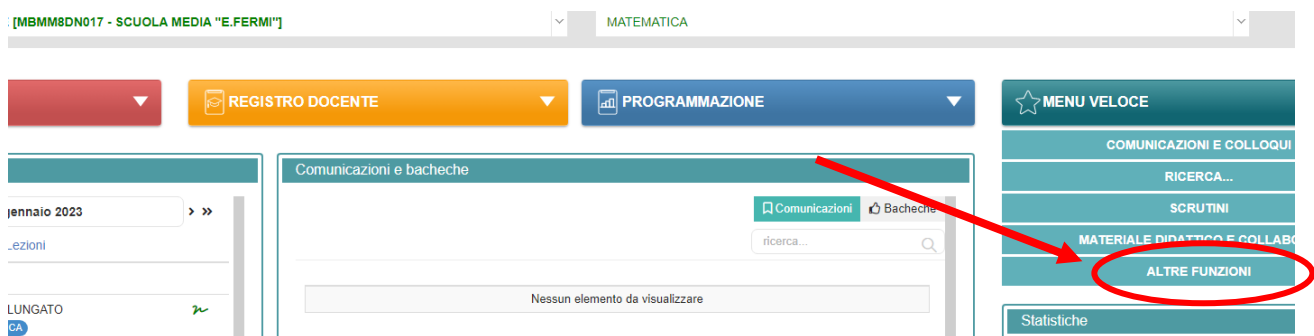 [MBMM8DN017 - SCUOLA MEDIA "E.FERMI"]
MATEMATICA
REGISTRO DOCENTE
PROGRAMMAZIONE
MENU VELOCE
COMUNICAZIONI E COLLOQUI
RICERCA...
SCRUTINI
MATERIALE DIDATTICO E COLLABO
ALTRE FUNZIONI
Statistiche
Comunicazioni e bacheche
Comunicazioni
Bacheche
ricerca...
Nessun elemento da visualizzare
gennaio 2023 > »
Lezioni
LUNGATO
CA